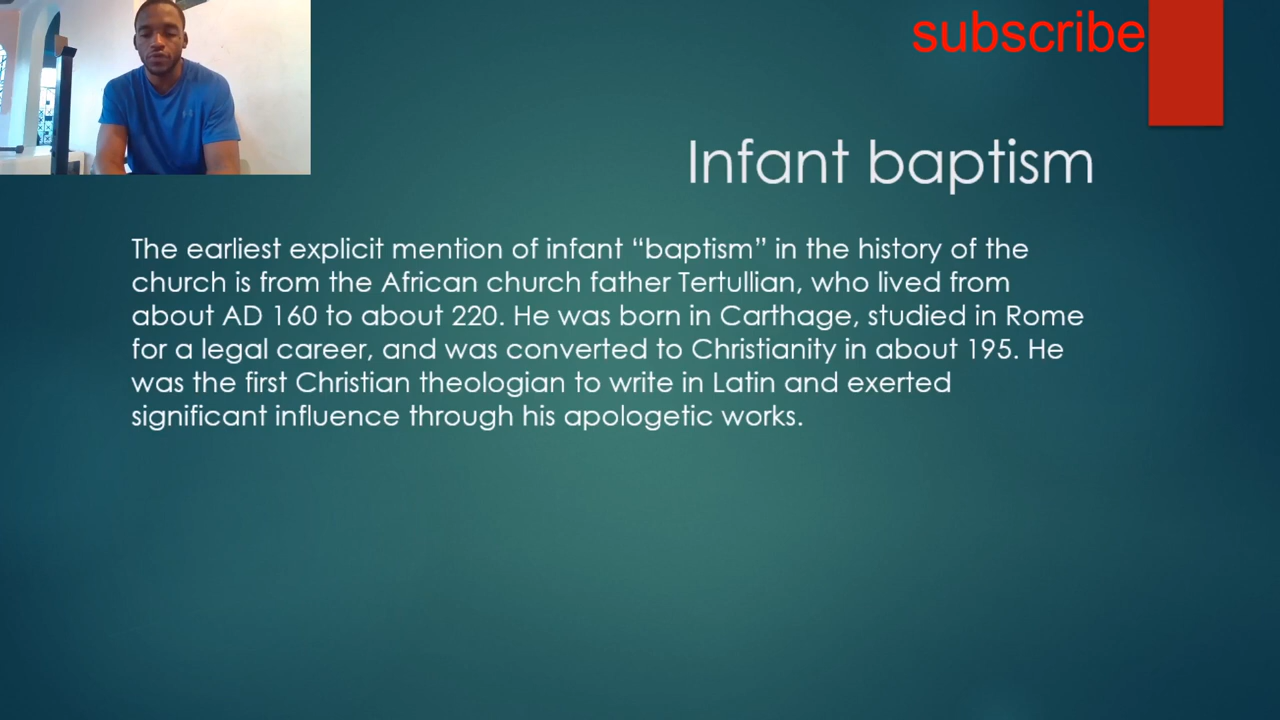 subscribe
Infant baptism
The earliest explicit mention of infant “baptism” in the history of the
church is from the African church father Tertullian, who lived from
about AD 160 to about 220. He was born in Carthage, studied in Rome
for a legal career, and was converted to Christianity in about 195. He
was the first Christian theologian to write in Latin and exerted
significant influence through his apologetic works.